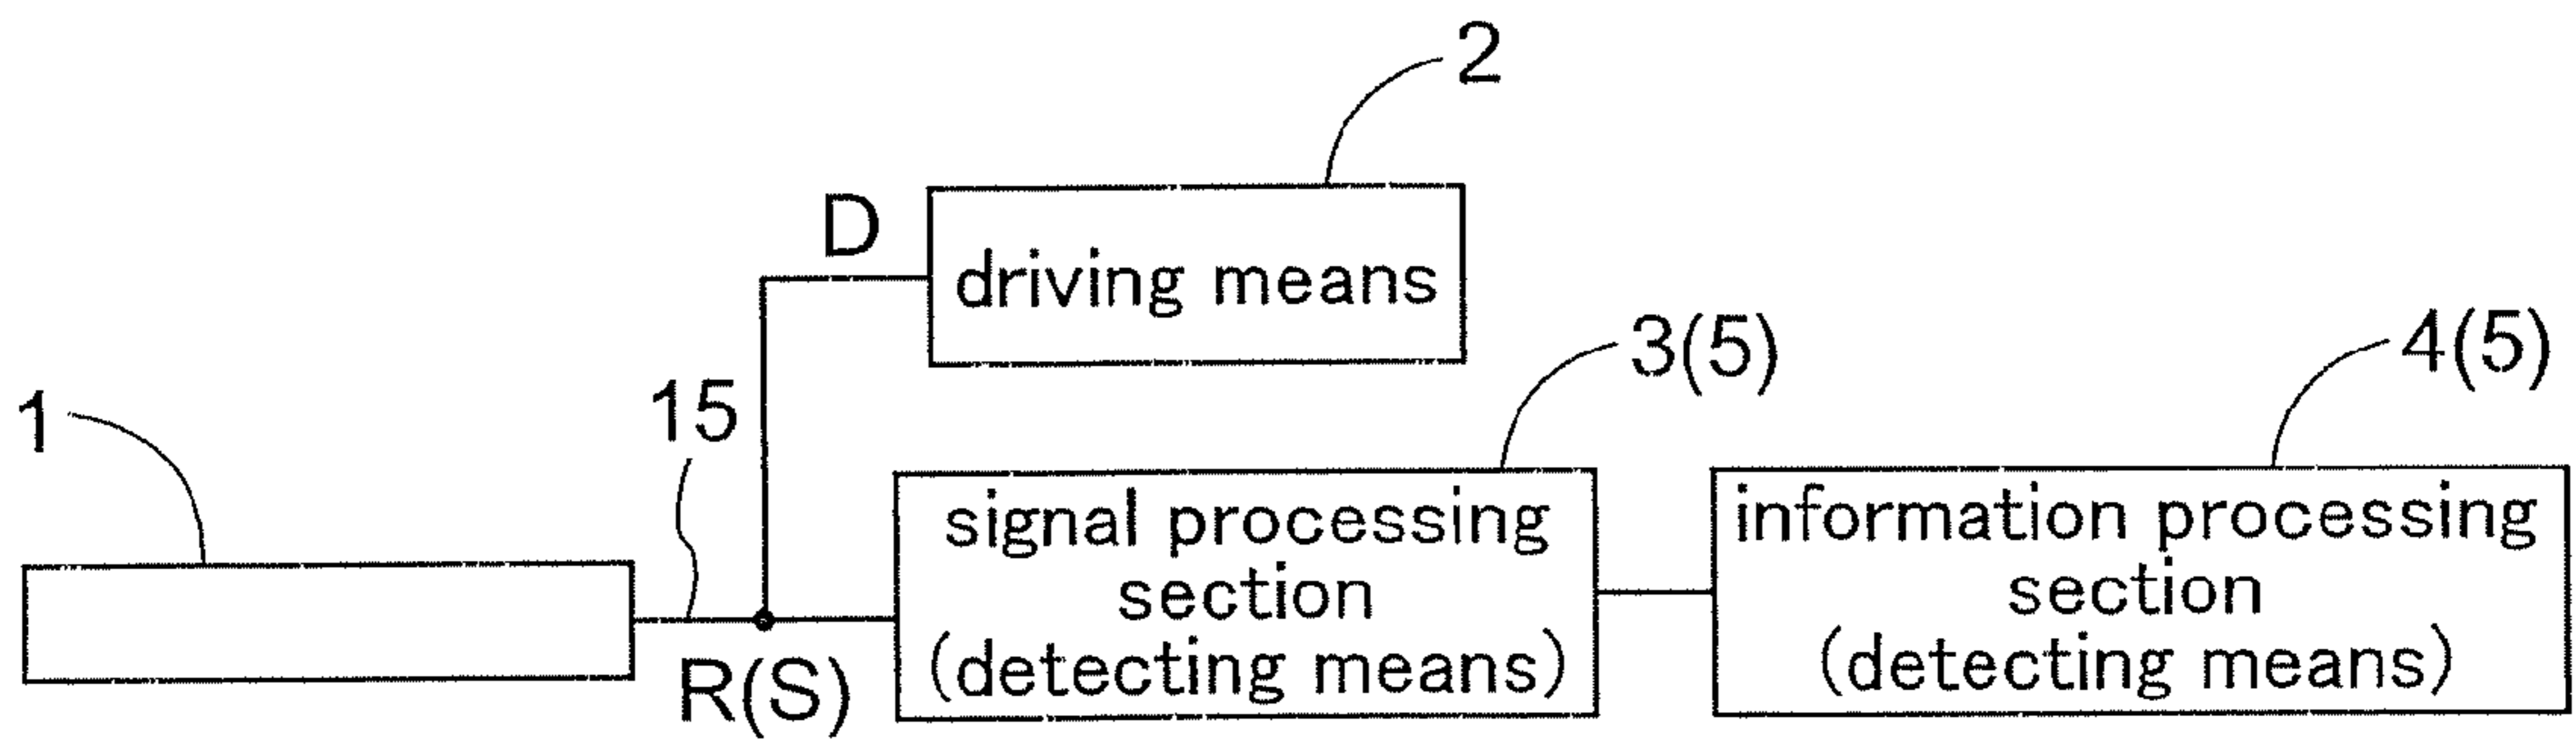 2
D
driving means
3(5)
4(5)
15
1
signal processing
section
(detecting means)
information processing
section
(detecting means)
R(S)